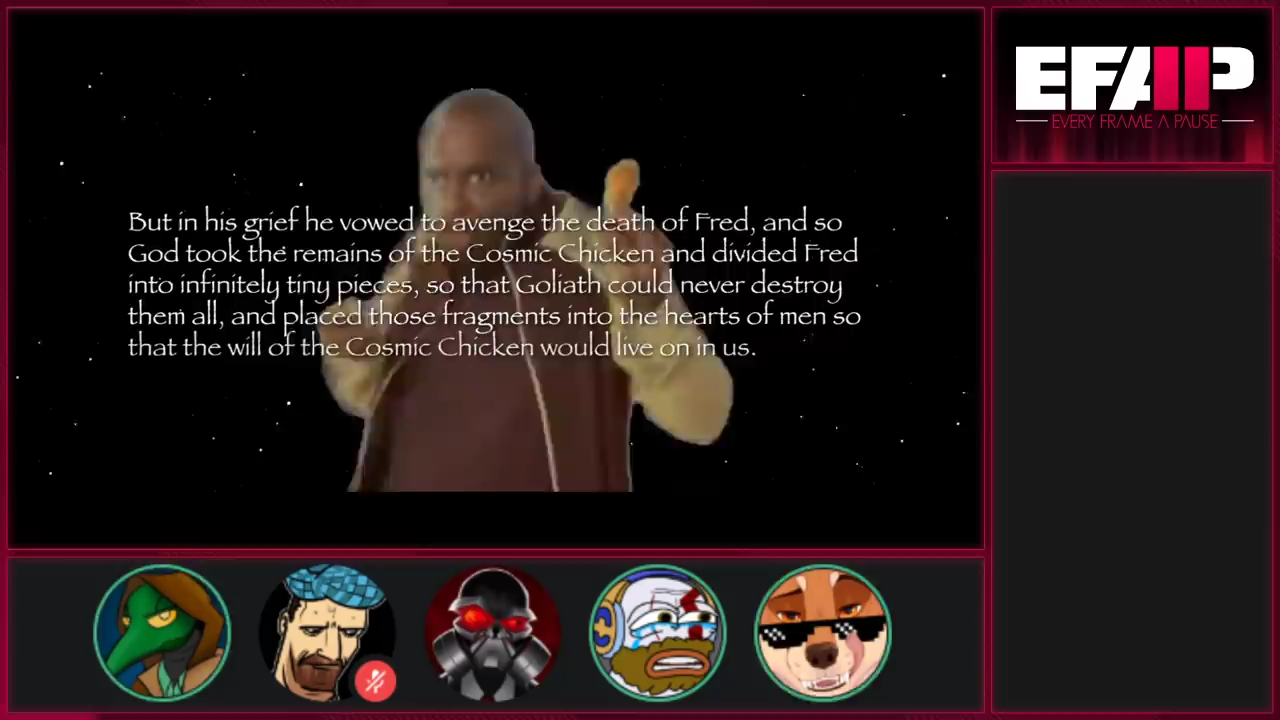 But in his grief he vowed to avenge the death of Fred, and so
God took the remains of the Cosmic Chicken and divided Fred
into infinitely tiny pieces, so that Goliath could never destroy
them all, and placed those fragments into the hearts of men so
that the will of the Cosmic Chicken would live on in us.
EFAP
EVERY FRAME A PAUSE